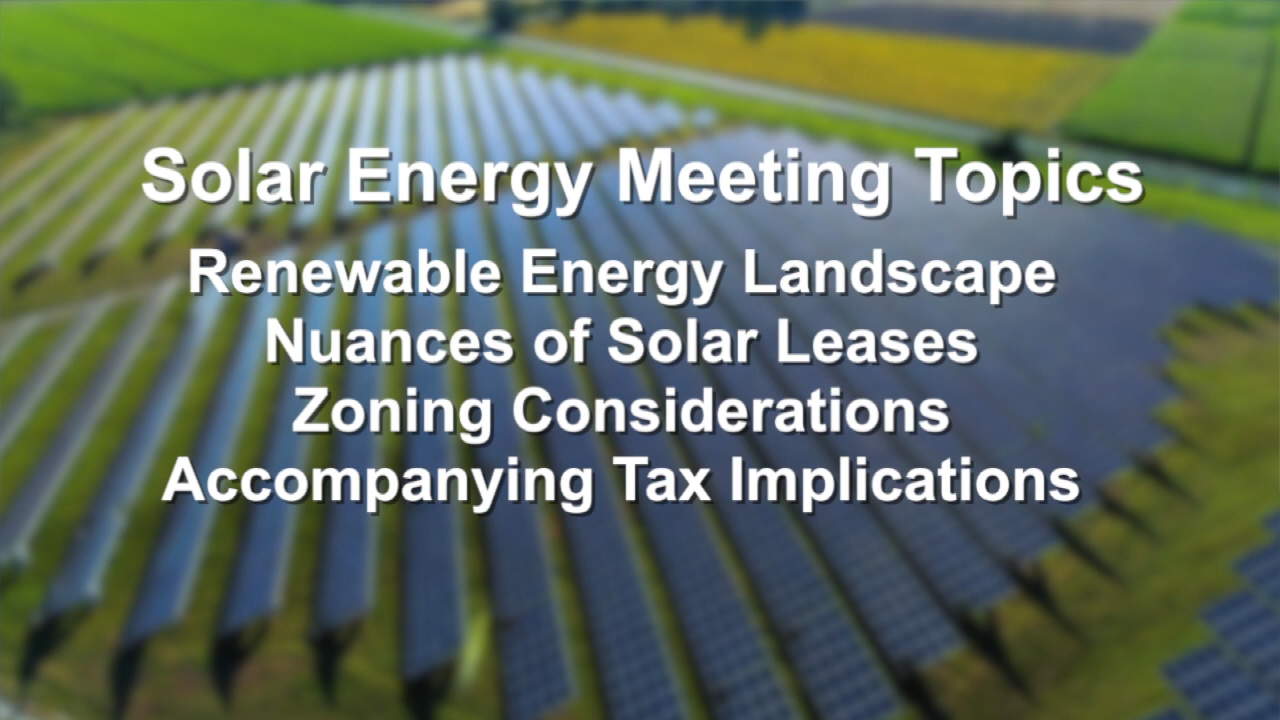 Solar Energy Meeting Topics
Renewable Energy Landscape
Nuances of Solar Leases
Zoning Considerations
Accompanying Tax Implications